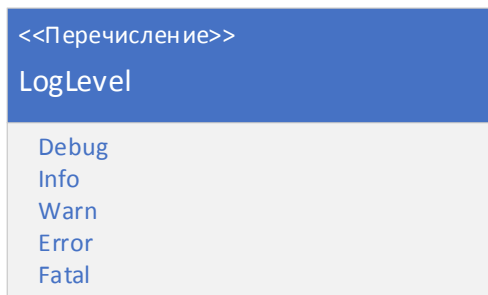 <<Перечисление>>
LogLevel
Debug
Info
Warn
Error
Fatal